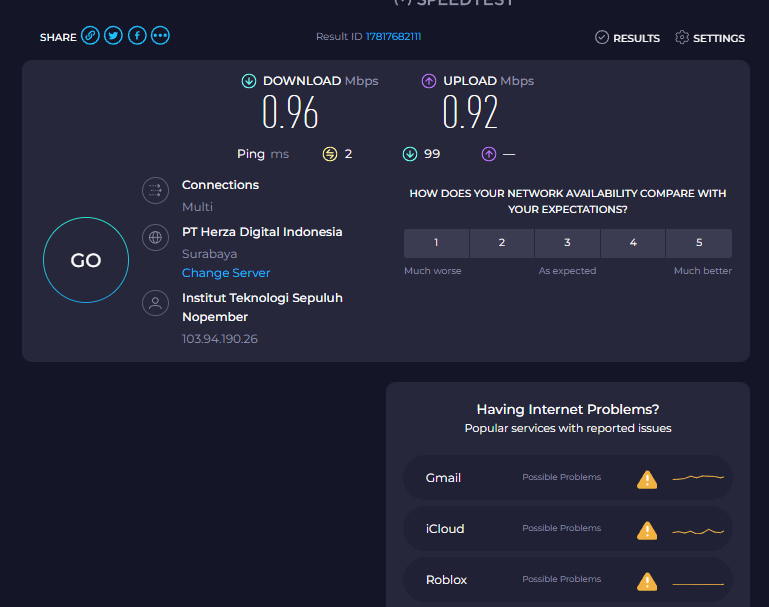 SPEEDTEST
SHARE
Result ID 17817682111
RESULTS
SETTINGS
DOWNLOAD Mbps
0.96
UPLOAD Mbps
0.92
Ping ms
2
99
—
Connections
Multi
PT Herza Digital Indonesia
Surabaya
Change Server
Institut Teknologi Sepuluh
Nopember
103.94.190.26
GO
HOW DOES YOUR NETWORK AVAILABILITY COMPARE WITH
YOUR EXPECTATIONS?
1 2 3 4 5
Much worse As expected Much better
Having Internet Problems?
Popular services with reported issues
Gmail Possible Problems
iCloud Possible Problems
Roblox Possible Problems